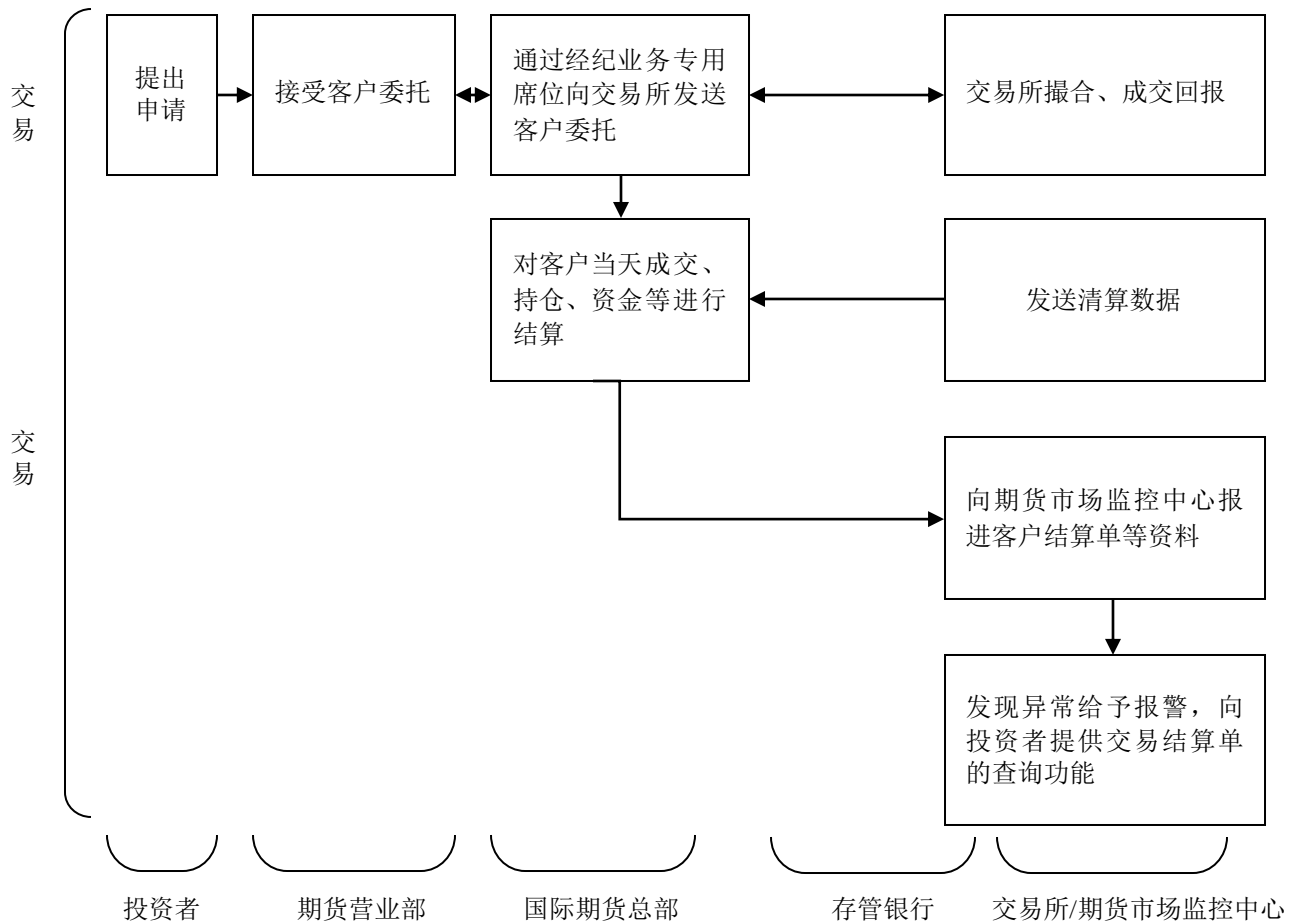 交
易
提出
申请
接受客户委托
通过经纪业务专用
席位向交易所发送
客户委托
交易所撮合、成交回报
对客户当天成交、
持仓、资金等进行
结算
发送清算数据
交
易
向期货市场监控中心报
进客户结算单等资料
发现异常给予报警，向
投资者提供交易结算单
的查询功能
投资者
期货营业部
国际期货总部
存管银行
交易所/期货市场监控中心